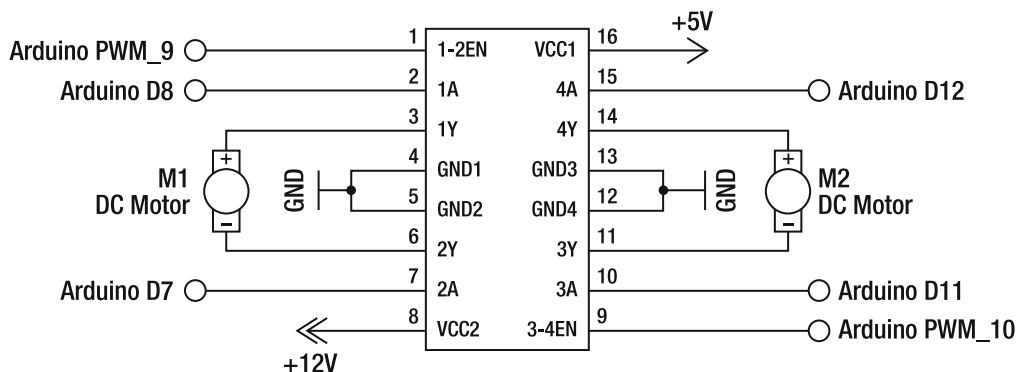 +5V
Arduino PWM_9
1
1-2EN
VCC1
16
Arduino D8
2
1A
4A
15
Arduino D12
3
1Y
4Y
14
M1
DC Motor
+
-
GND
4
GND1
GND3
13
GND
+
-
M2
DC Motor
5
GND2
GND4
12
6
2Y
3Y
11
Arduino D7
7
2A
3A
10
Arduino D11
8
VCC2
3-4EN
9
Arduino PWM_10
+12V